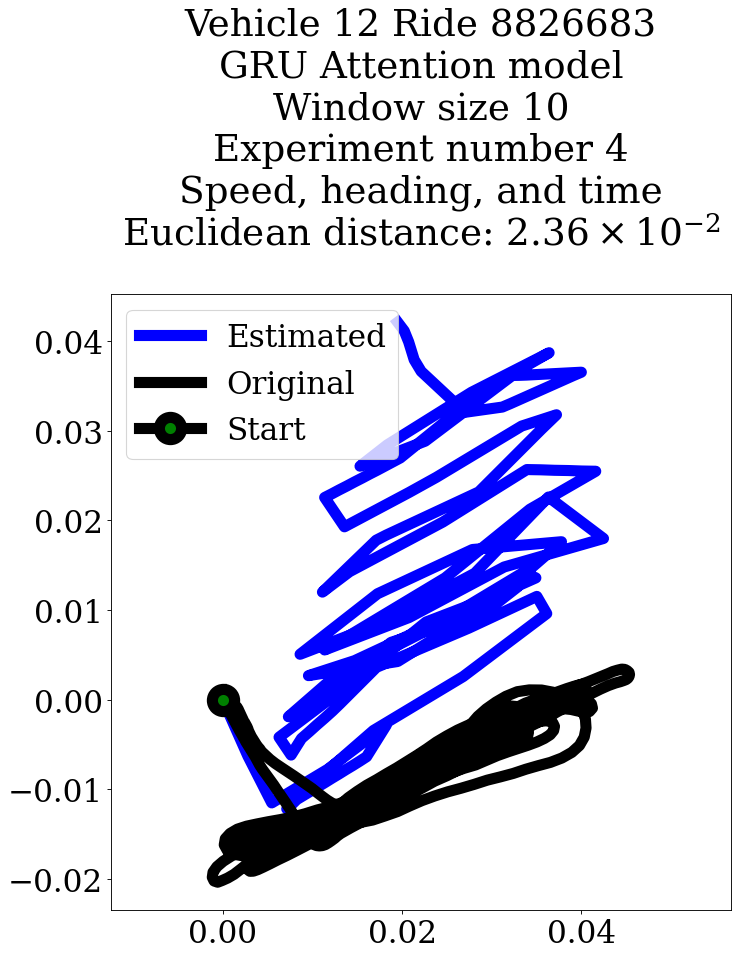 Vehicle 12 Ride 8826683
GRU Attention model
Window size 10
Experiment number 4
Speed, heading, and time
Euclidean distance: 2.36 × 10⁻²
Estimated
Original
Start
0.04
0.03
0.02
0.01
0.00
−0.01
−0.02
0.00 0.02 0.04